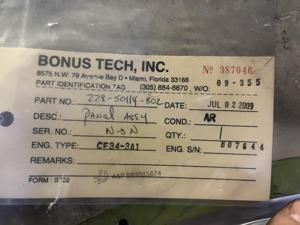 BONUS TECH, INC. No 387046
8575 N.W. 79 Avenue Bay D • Miami, Florida 33166
PART IDENTIFICATION TAG (305) 884-6670 W/O: 09-355
PART NO. 228-50114-802 DATE: JUL 02 2009
DESC.: Panel Assy COND.: AR
SER. NO. N-S-N QTY.: 1
ENG. TYPE: CF34-3A1 ENG. S/N: 807644
REMARKS:
FORM :